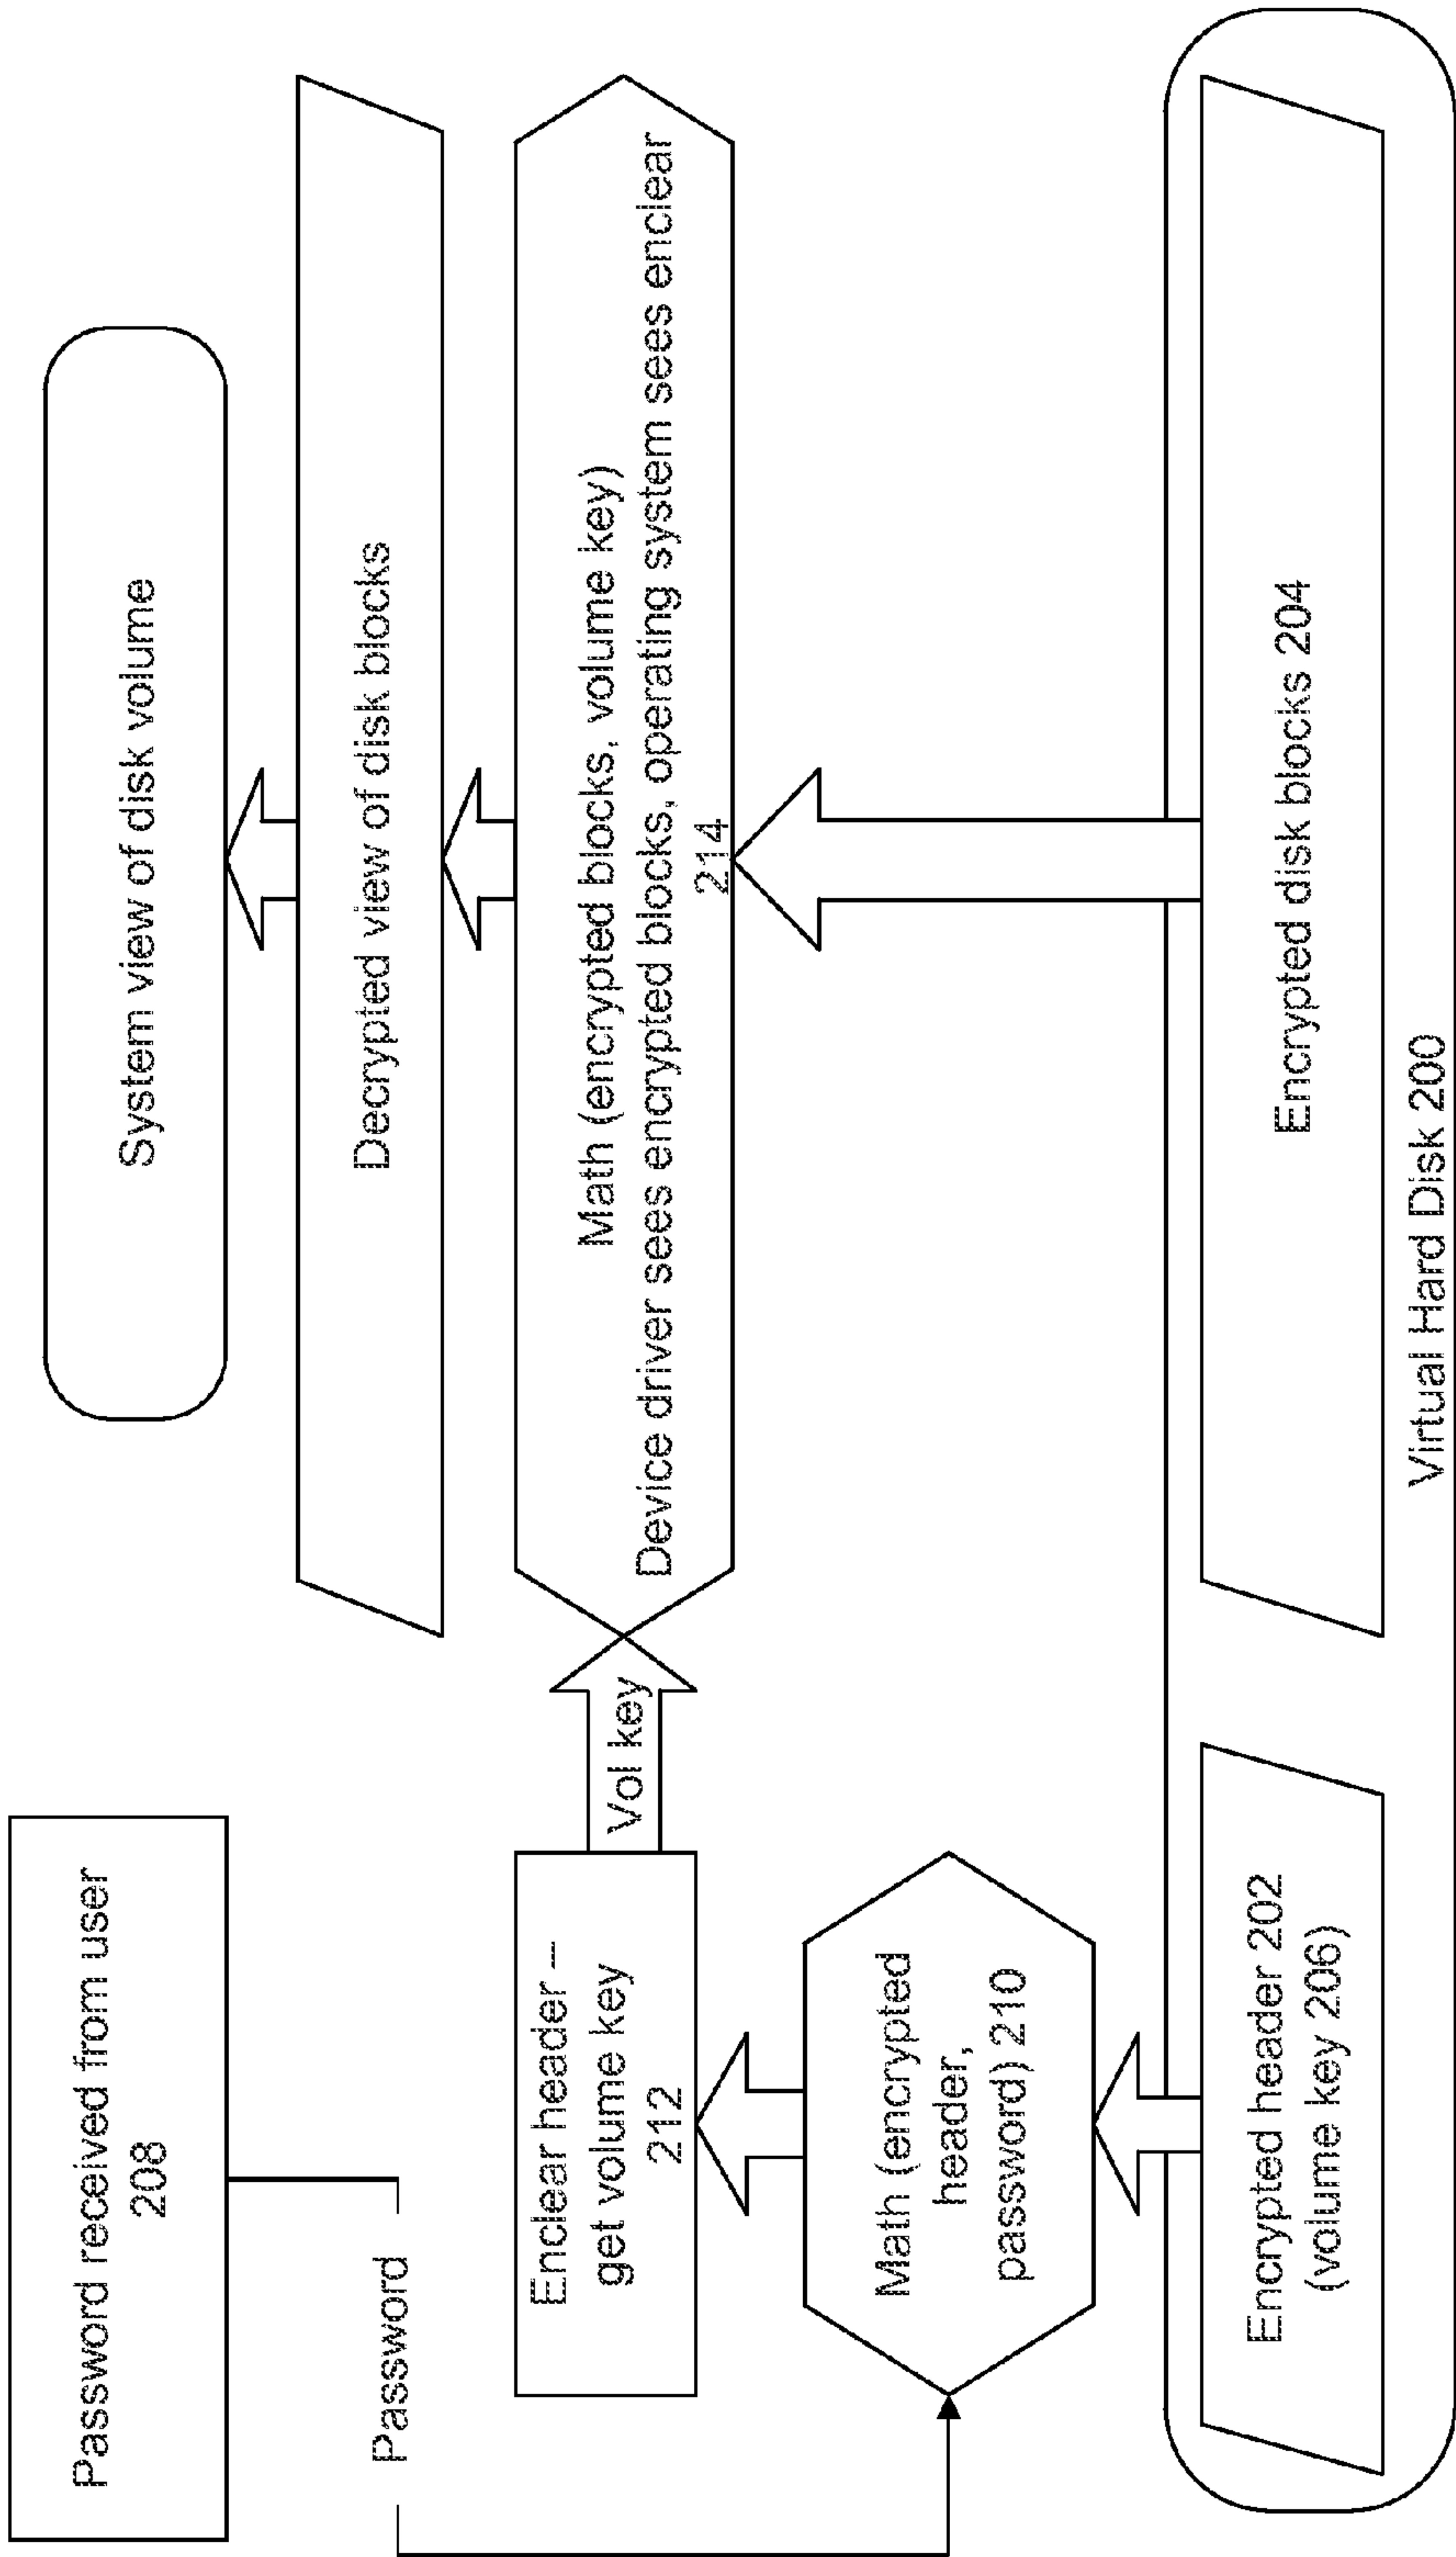 Password received from user
208
System view of disk volume
Password
Decrypted view of disk blocks
Enclear header –
get volume key
212
Vol key
Math (encrypted blocks, volume key)
Device driver sees encrypted blocks, operating system sees enclear
214
Math (encrypted
header,
password) 210
Encrypted header 202
(volume key 206)
Encrypted disk blocks 204
Virtual Hard Disk 200